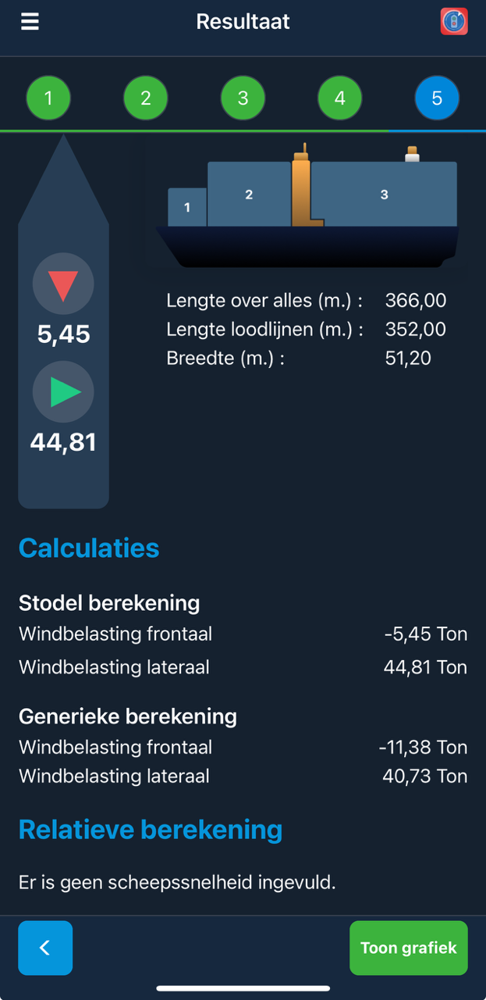 Resultaat
1 2 3 4 5
1 2 3
5,45
44,81
Lengte over alles (m.) : 366,00
Lengte loodlijnen (m.) : 352,00
Breedte (m.) : 51,20
Calculaties
Stodel berekening
Windbelasting frontaal -5,45 Ton
Windbelasting lateraal 44,81 Ton
Generieke berekening
Windbelasting frontaal -11,38 Ton
Windbelasting lateraal 40,73 Ton
Relatieve berekening
Er is geen scheepssnelheid ingevuld.
Toon grafiek